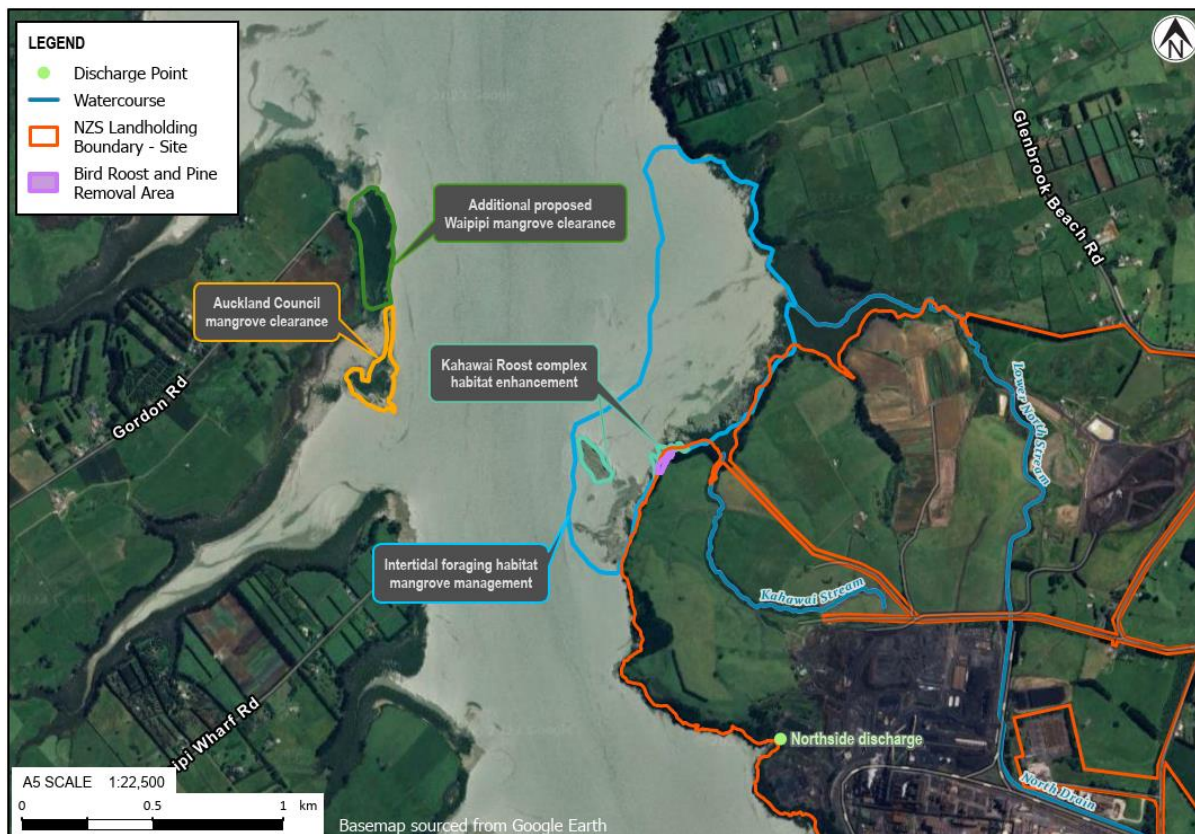 LEGEND
Discharge Point
Watercourse
NZS Landholding
Boundary - Site
Bird Roost and Pine
Removal Area
N
Glenbrook Beach Rd
Additional proposed
Waipipi mangrove clearance
Auckland Council
mangrove clearance
Kahawai Roost complex
habitat enhancement
Gordon Rd
Lower North Stream
Intertidal foraging habitat
mangrove management
Kahawai Stream
ipi Wharf Rd
Northside discharge
North Drain
A5 SCALE 1:22,500
0 0.5 1 km
Basemap sourced from Google Earth